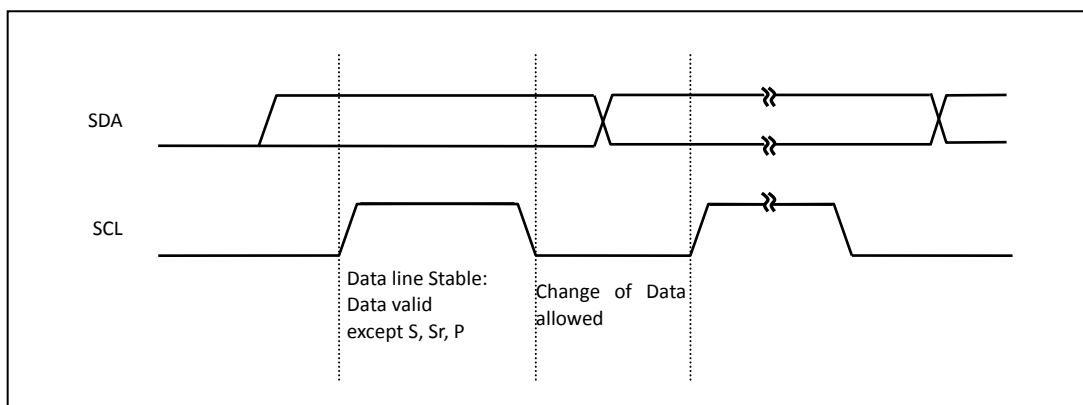 SDA
SCL
Data line Stable:
Data valid
except S, Sr, P
Change of Data
allowed